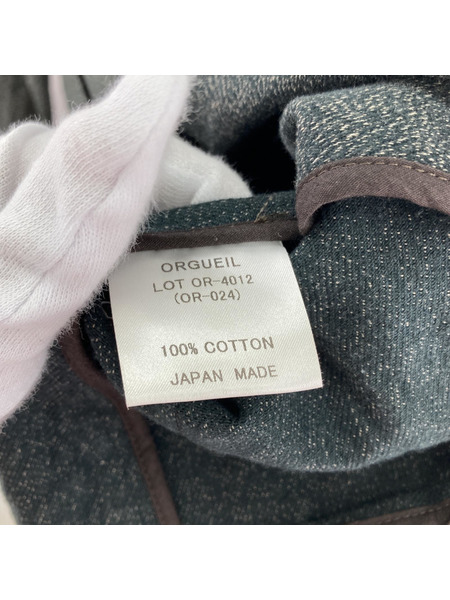 ORGUEIL
LOT OR-4012
(OR-024)
100% COTTON
JAPAN MADE